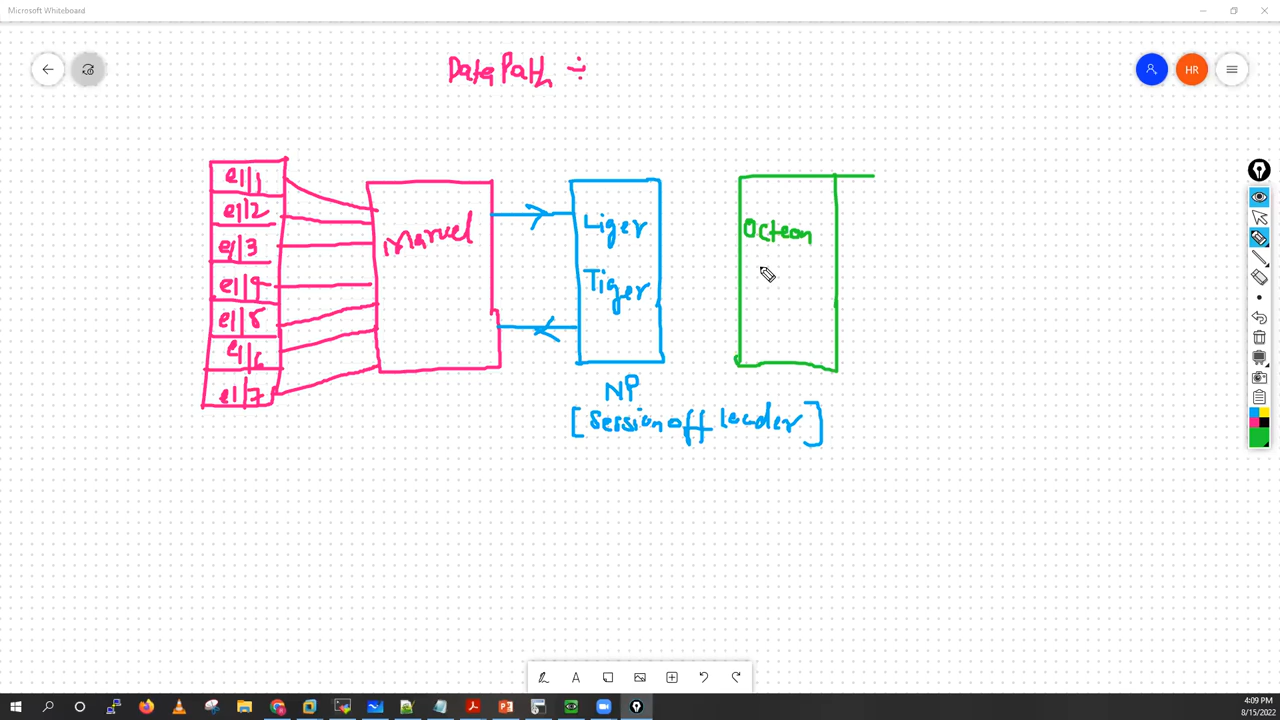 Microsoft Whiteboard
HR
Data Path ÷
e1/1
e1/2
e1/3
e1/4
e1/5
e1/6
e1/7
Marvel
Liger
Tiger
Octeon
NP
[Session off loader]
4:09 PM
8/15/2022